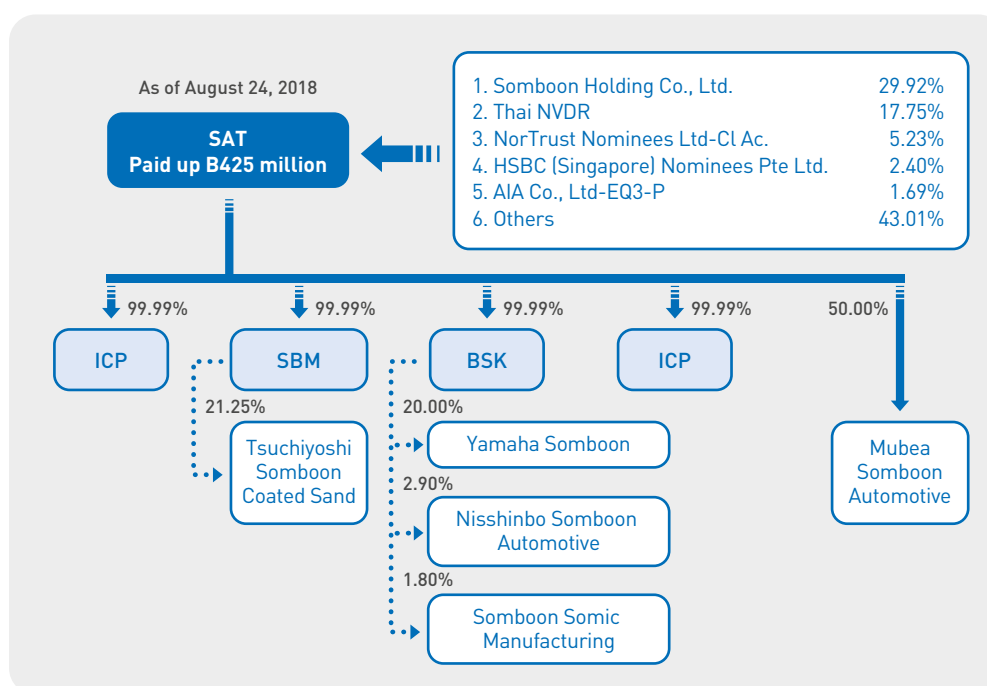 As of August 24, 2018
SAT
Paid up B425 million
1. Somboon Holding Co., Ltd. 29.92%
2. Thai NVDR 17.75%
3. NorTrust Nominees Ltd-Cl Ac. 5.23%
4. HSBC (Singapore) Nominees Pte Ltd. 2.40%
5. AIA Co., Ltd-EQ3-P 1.69%
6. Others 43.01%
99.99% 99.99% 99.99% 99.99% 50.00%
ICP SBM BSK ICP
21.25%
Tsuchiyoshi
Somboon
Coated Sand
20.00%
Yamaha Somboon
2.90%
Nisshinbo Somboon
Automotive
1.80%
Somboon Somic
Manufacturing
Mubea
Somboon
Automotive